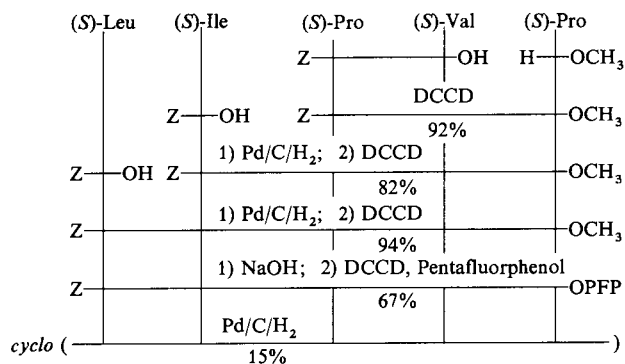 (S)-Leu (S)-Ile (S)-Pro (S)-Val (S)-Pro
Z OH H OCH₃
DCCD
Z OH Z OCH₃
92%
1) Pd/C/H₂; 2) DCCD
Z OH Z OCH₃
82%
1) Pd/C/H₂; 2) DCCD
Z OCH₃
94%
1) NaOH; 2) DCCD, Pentafluorphenol
Z OPFP
67%
Pd/C/H₂
cyclo ( )
15%